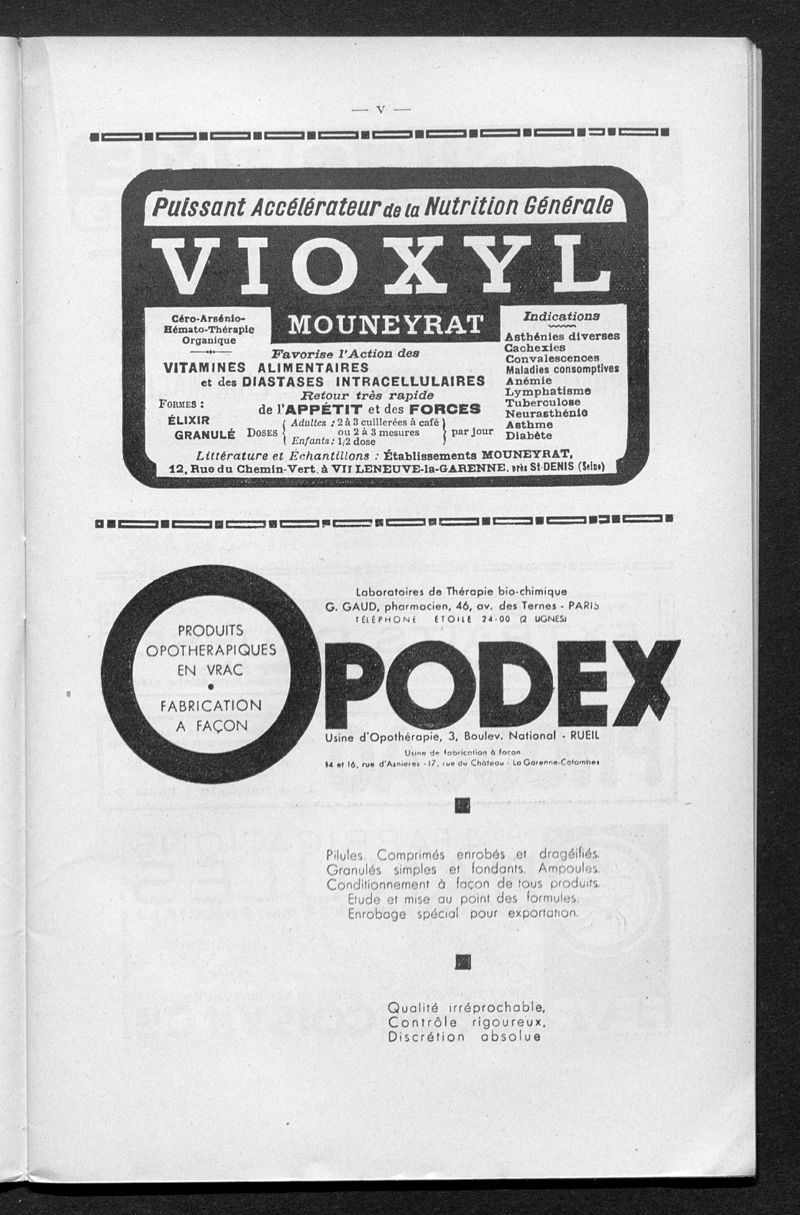 — V —
Puissant Accélérateur de la Nutrition Générale
VIOXYL
MOUNEYRAT
Céro-Arsénio-
Hémato-Thérapie
Organique
Favorise l'Action des
VITAMINES ALIMENTAIRES
et des DIASTASES INTRACELLULAIRES
Retour très rapide
de l'APPÉTIT et des FORCES
FORMES :
ÉLIXIR
GRANULÉ
DOSES
Adultes : 2 à 3 cuillerées à café
ou 2 à 3 mesures
Enfants : 1/2 dose
par jour
Indications
Asthénies diverses
Cachexies
Convalescences
Maladies consomptives
Anémie
Lymphatisme
Tuberculose
Neurasthénie
Asthme
Diabète
Littérature et Échantillons : Établissements MOUNEYRAT,
12, Rue du Chemin-Vert, à VILLENEUVE-la-GARENNE, près St-DENIS (Seine)
Laboratoires de Thérapie bio-chimique
G. GAUD, pharmacien, 46, av. des Ternes - PARIS
TÉLÉPHONE ETOILE 24-00 (2 LIGNES)
PRODUITS
OPOTHERAPIQUES
EN VRAC
•
FABRICATION
A FAÇON
OPODEX
Usine d'Opothérapie, 3, Boulev. National - RUEIL
Usine de fabrication à façon
14 et 16, rue d'Asnières - 17, rue du Château - La Garenne-Colombes
Pilules. Comprimés enrobés et dragéifiés.
Granulés simples et fondants. Ampoules.
Conditionnement à façon de tous produits.
Etude et mise au point des formules.
Enrobage spécial pour exportation.
Qualité irréprochable,
Contrôle rigoureux,
Discrétion absolue